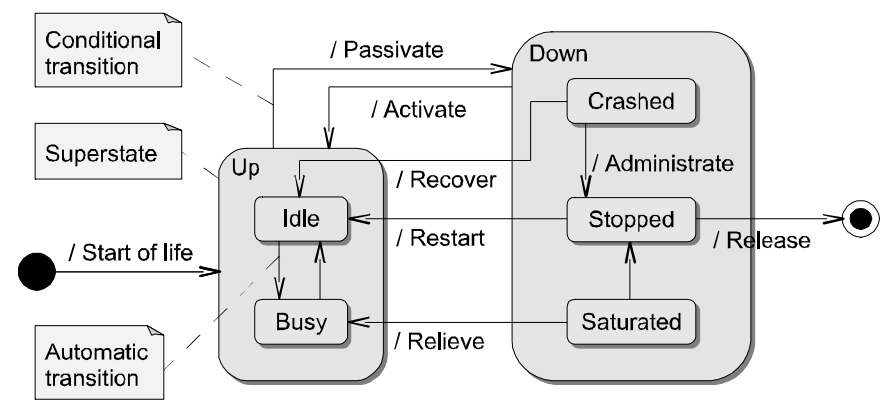 Conditional
transition
/ Passivate
Down
/ Activate
Crashed
Superstate
Up
/ Recover
/ Administrate
Idle
Stopped
/ Restart
/ Release
/ Start of life
Busy
Saturated
/ Relieve
Automatic
transition